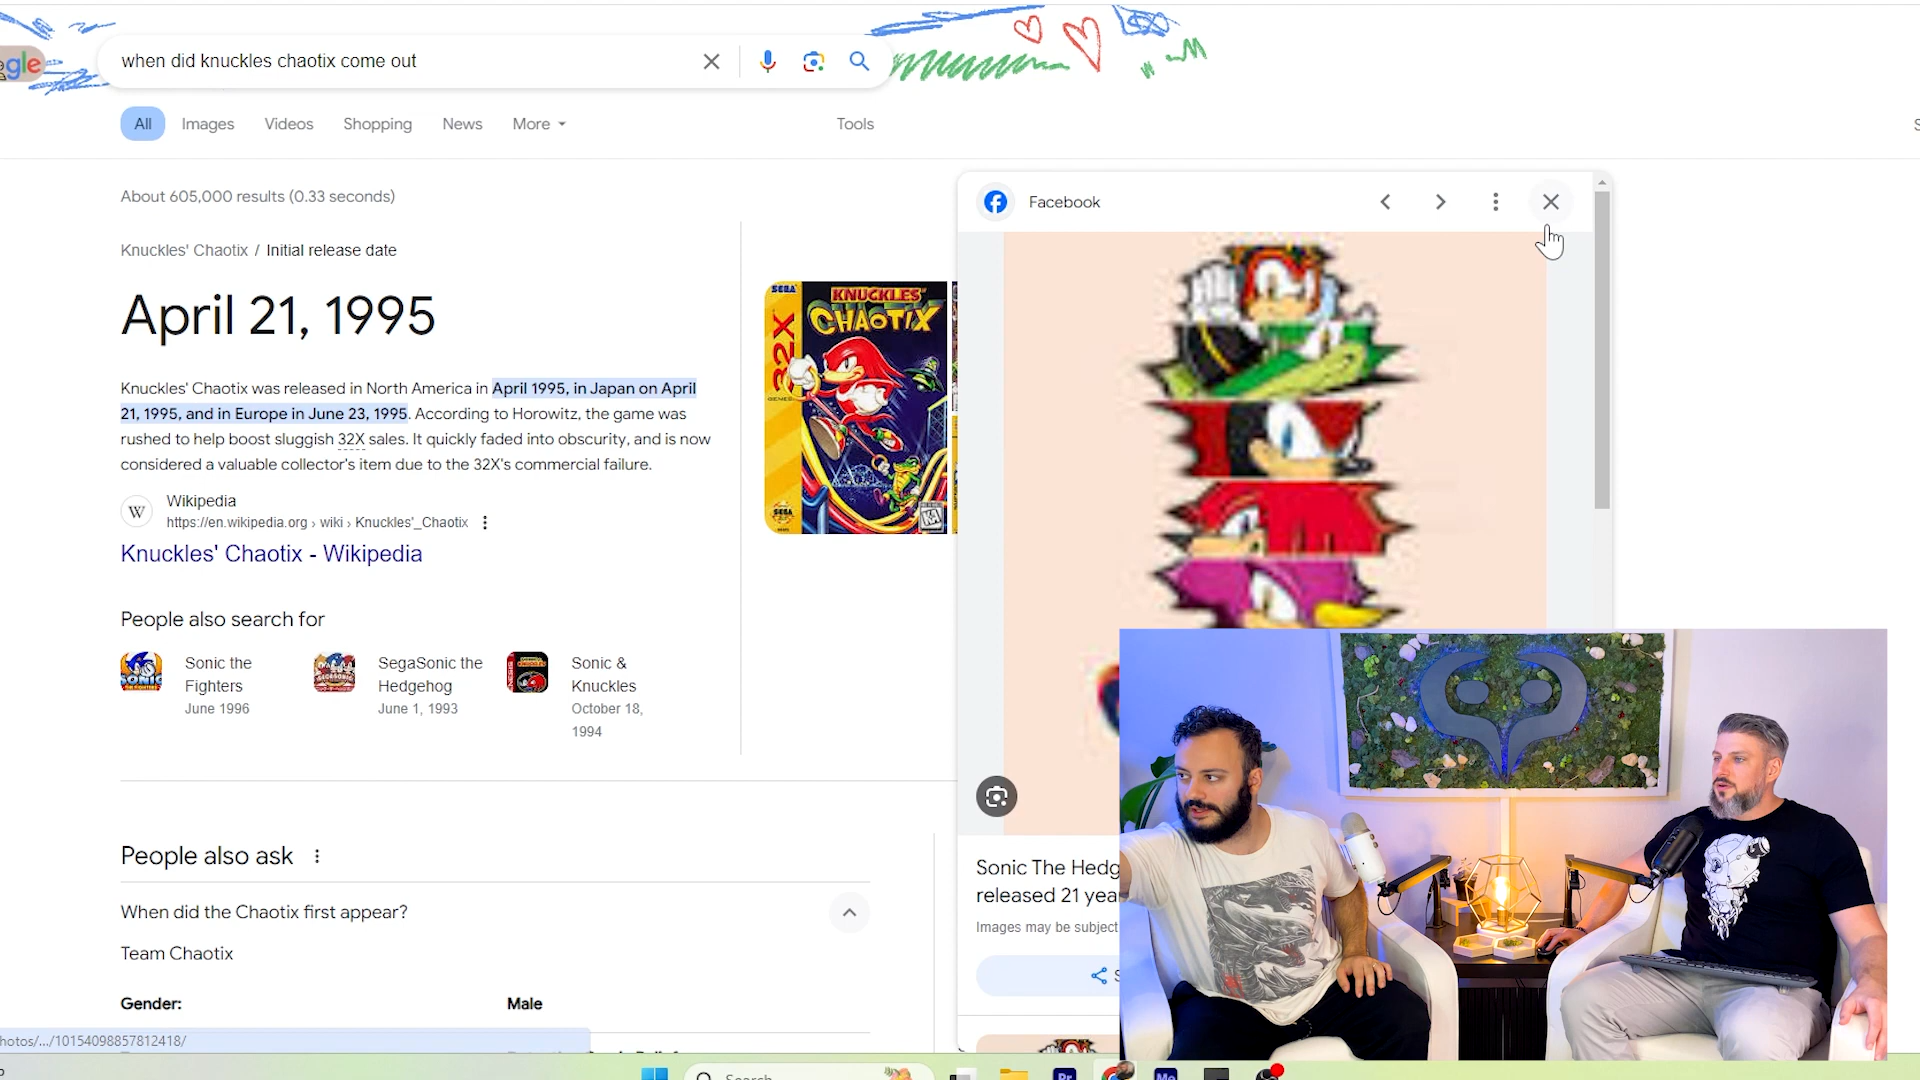 gle
when did knuckles chaotix come out
All
Images
Videos
Shopping
News
More
Tools
About 605,000 results (0.33 seconds)
Knuckles' Chaotix / Initial release date
April 21, 1995
Knuckles' Chaotix was released in North America in April 1995, in Japan on April
21, 1995, and in Europe in June 23, 1995. According to Horowitz, the game was
rushed to help boost sluggish 32X sales. It quickly faded into obscurity, and is now
considered a valuable collector's item due to the 32X's commercial failure.
W
Wikipedia
https://en.wikipedia.org › wiki › Knuckles'_Chaotix
Knuckles' Chaotix - Wikipedia
SEGA
32X
GENESIS
KNUCKLES'
CHAOTIX
SEGA
KA
People also search for
Sonic the
Fighters
June 1996
SegaSonic the
Hedgehog
June 1, 1993
Sonic &
Knuckles
October 18,
1994
People also ask
When did the Chaotix first appear?
Team Chaotix
Gender:
Male
hotos/.../10154098857812418/
Facebook
Sonic The Hedg
released 21 yea
Images may be subject
S
Search
Pr
Me